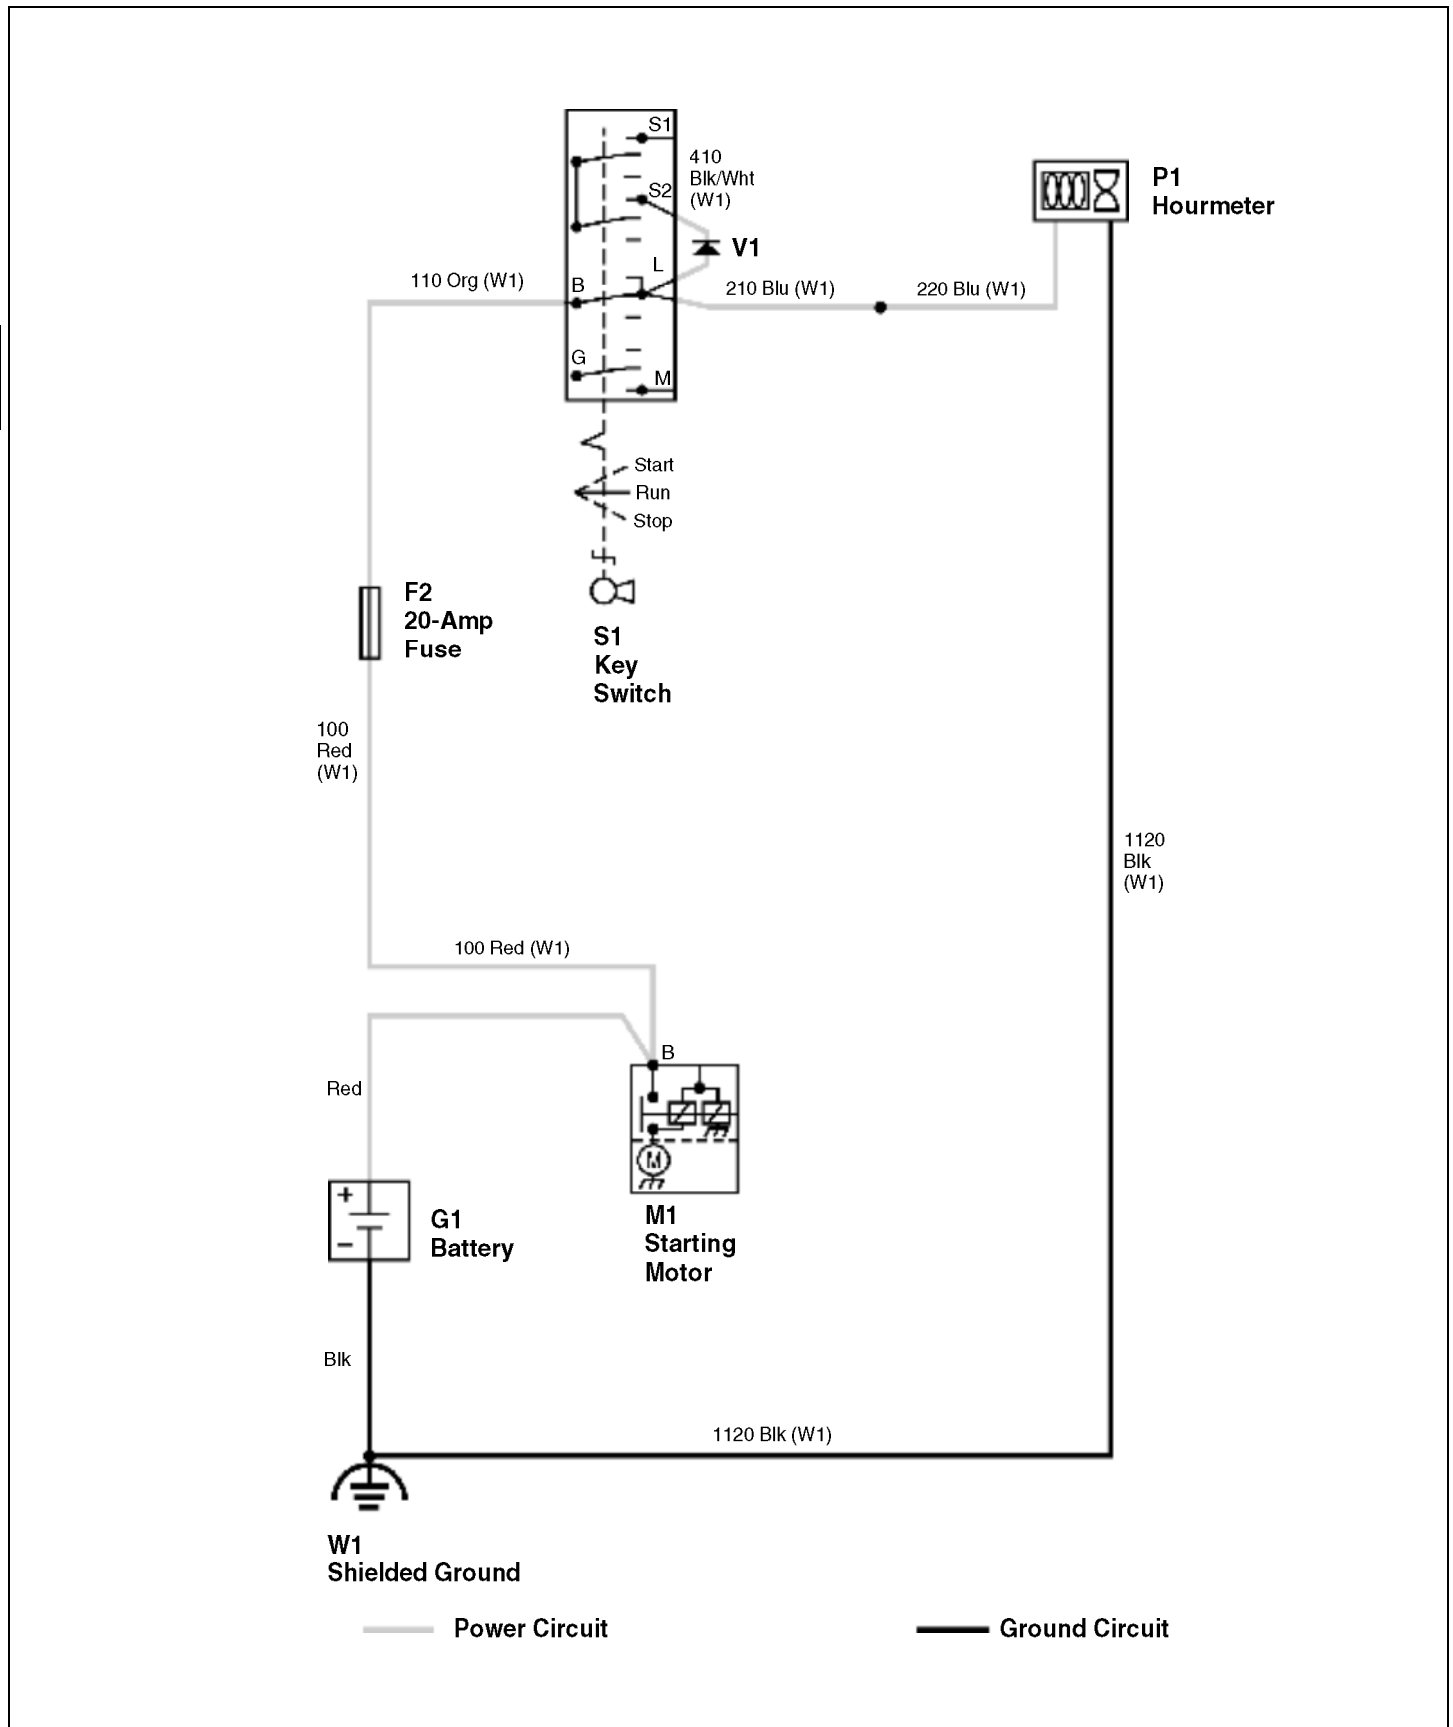 S1
410
Blk/Wht
(W1)
S2
V1
L
B
110 Org (W1)
210 Blu (W1)
220 Blu (W1)
P1
Hourmeter
G
M
Start
Run
Stop
F2
20-Amp
Fuse
S1
Key
Switch
100
Red
(W1)
1120
Blk
(W1)
100 Red (W1)
B
Red
M
+
−
G1
Battery
M1
Starting
Motor
Blk
1120 Blk (W1)
W1
Shielded Ground
Power Circuit
Ground Circuit